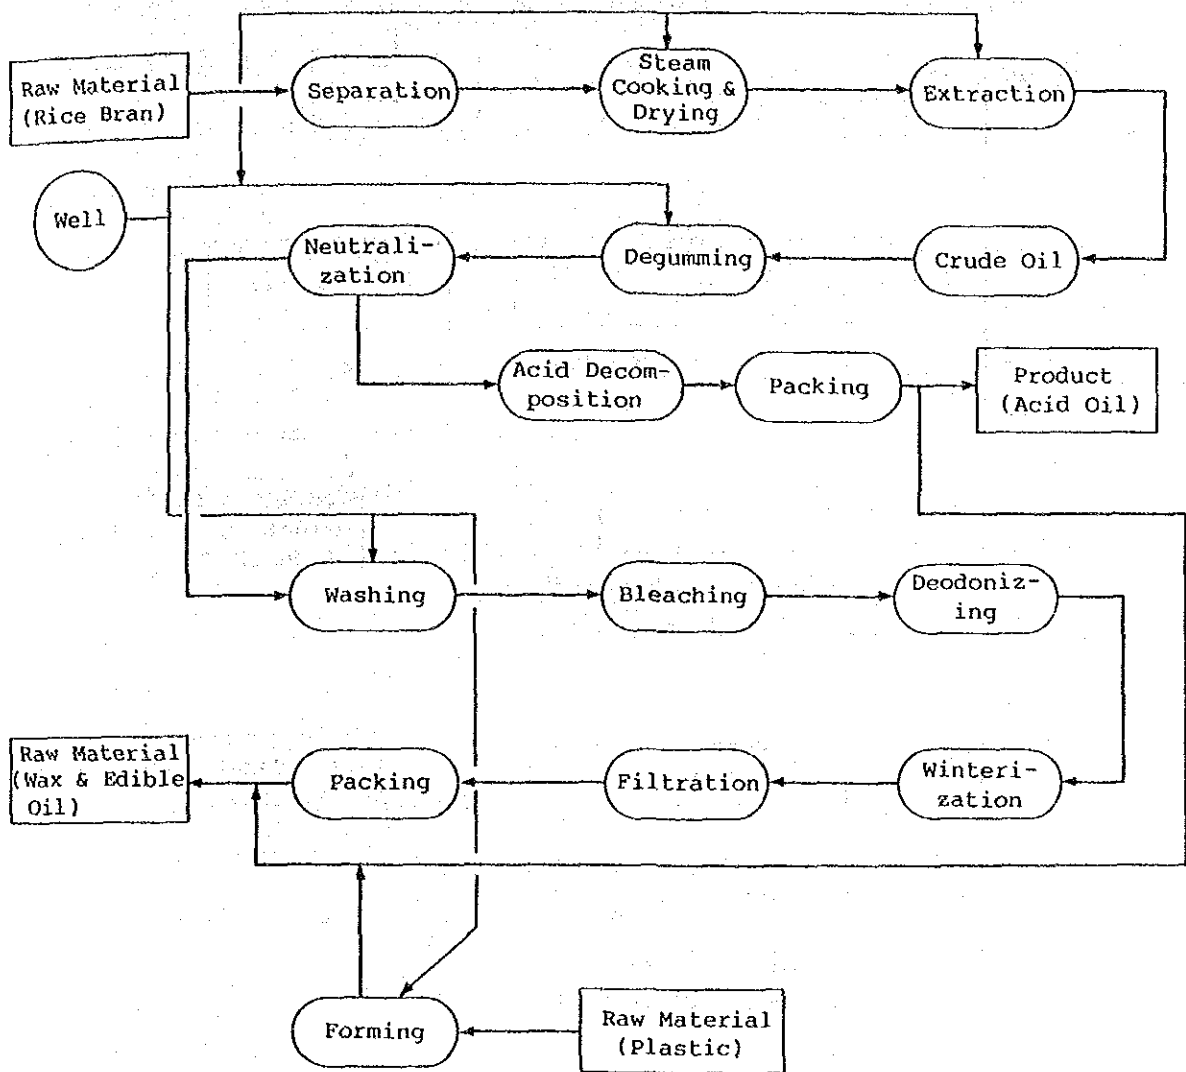 Raw Material
(Rice Bran)
Separation
Steam
Cooking &
Drying
Extraction
Well
Neutrali-
zation
Degumming
Crude Oil
Acid Decom-
position
Packing
Product
(Acid Oil)
Washing
Bleaching
Deodoniz-
ing
Raw Material
(Wax & Edible
Oil)
Packing
Filtration
Winteri-
zation
Forming
Raw Material
(Plastic)